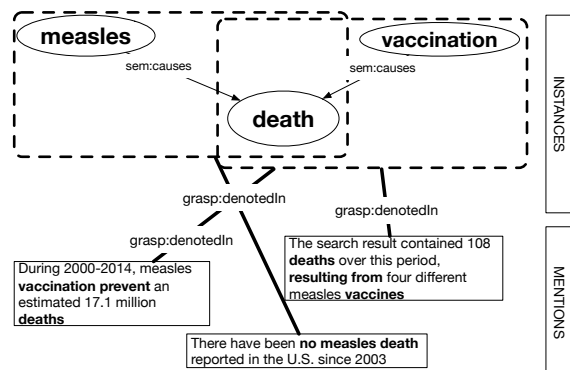 measles
vaccination
sem:causes
sem:causes
death
INSTANCES
grasp:denotedIn
grasp:denotedIn
grasp:denotedIn
During 2000-2014, measles
vaccination prevent an
estimated 17.1 million
deaths
The search result contained 108
deaths over this period,
resulting from four different
measles vaccines
There have been no measles death
reported in the U.S. since 2003
MENTIONS